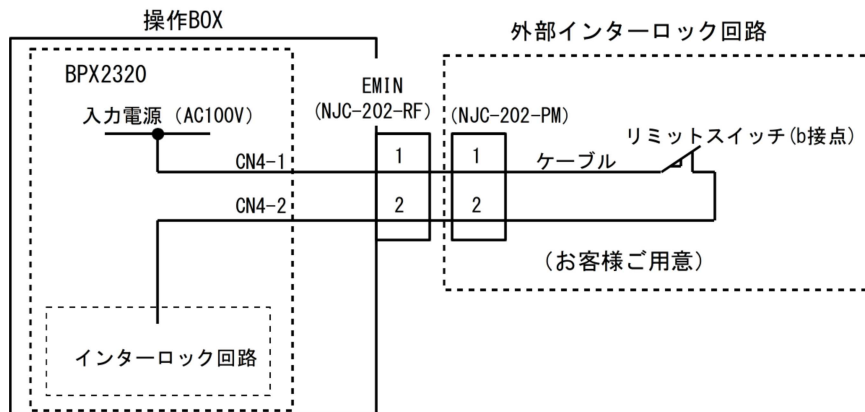 操作BOX
外部インターロック回路
BPX2320
EMIN
入力電源（AC100V）
(NJC-202-RF)
(NJC-202-PM)
リミットスイッチ(b接点)
CN4-1
1
1
ケーブル
CN4-2
2
2
（お客様ご用意）
インターロック回路